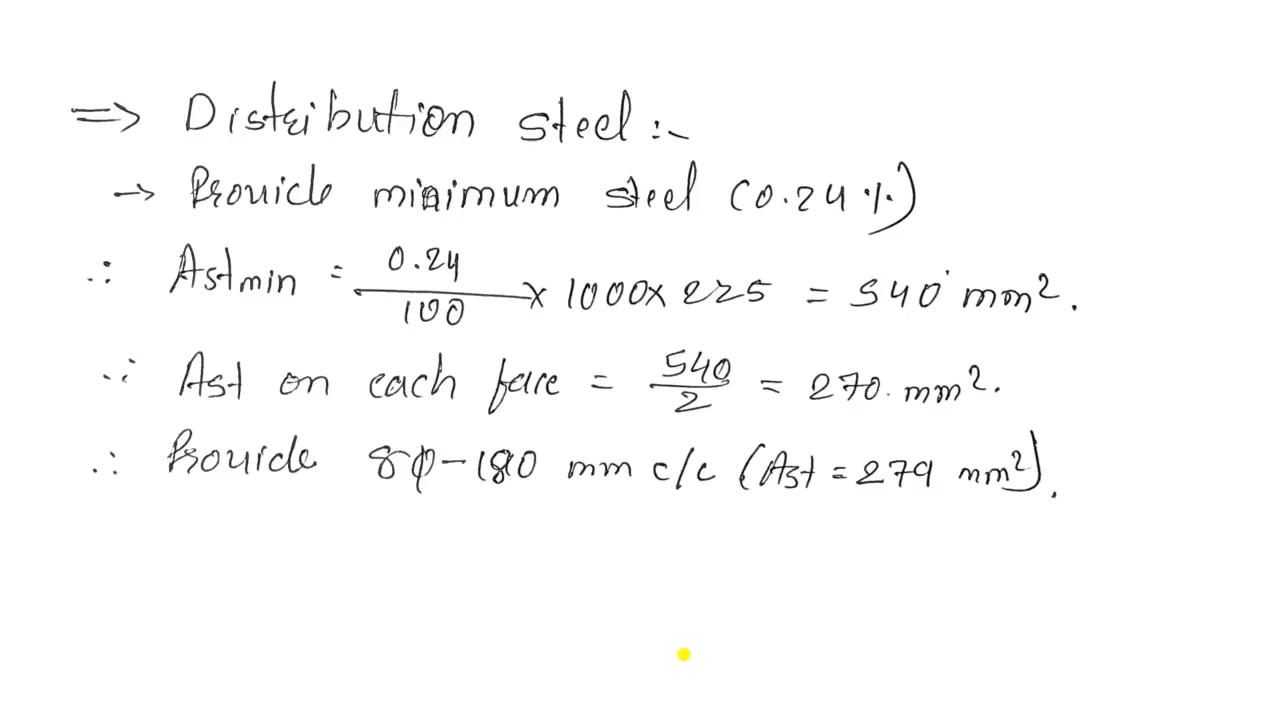 => Distribution steel :-
→ Provide minimum steel (0.24 %)
∴ Astmin = 0.24/100 × 1000 × 225 = 540 mm².
∴ Ast on each face = 540/2 = 270 mm².
∴ Provide 8φ-180 mm c/c (Ast = 279 mm²).